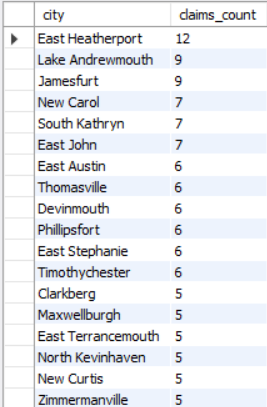 city claims_count
East Heatherport 12
Lake Andrewmouth 9
Jamesfurt 9
New Carol 7
South Kathryn 7
East John 7
East Austin 6
Thomasville 6
Devinmouth 6
Phillipsfort 6
East Stephanie 6
Timothychester 6
Clarkberg 5
Maxwellburgh 5
East Terrancemouth 5
North Kevinhaven 5
New Curtis 5
Zimmermanville 5